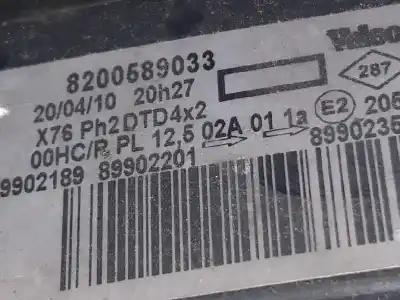 8200589033
20/04/10 20h27
287
X76 Ph2DTD4x2
00HC/R PL 12,5 02A 01 1a E2 205
89902189 89902201 8990235